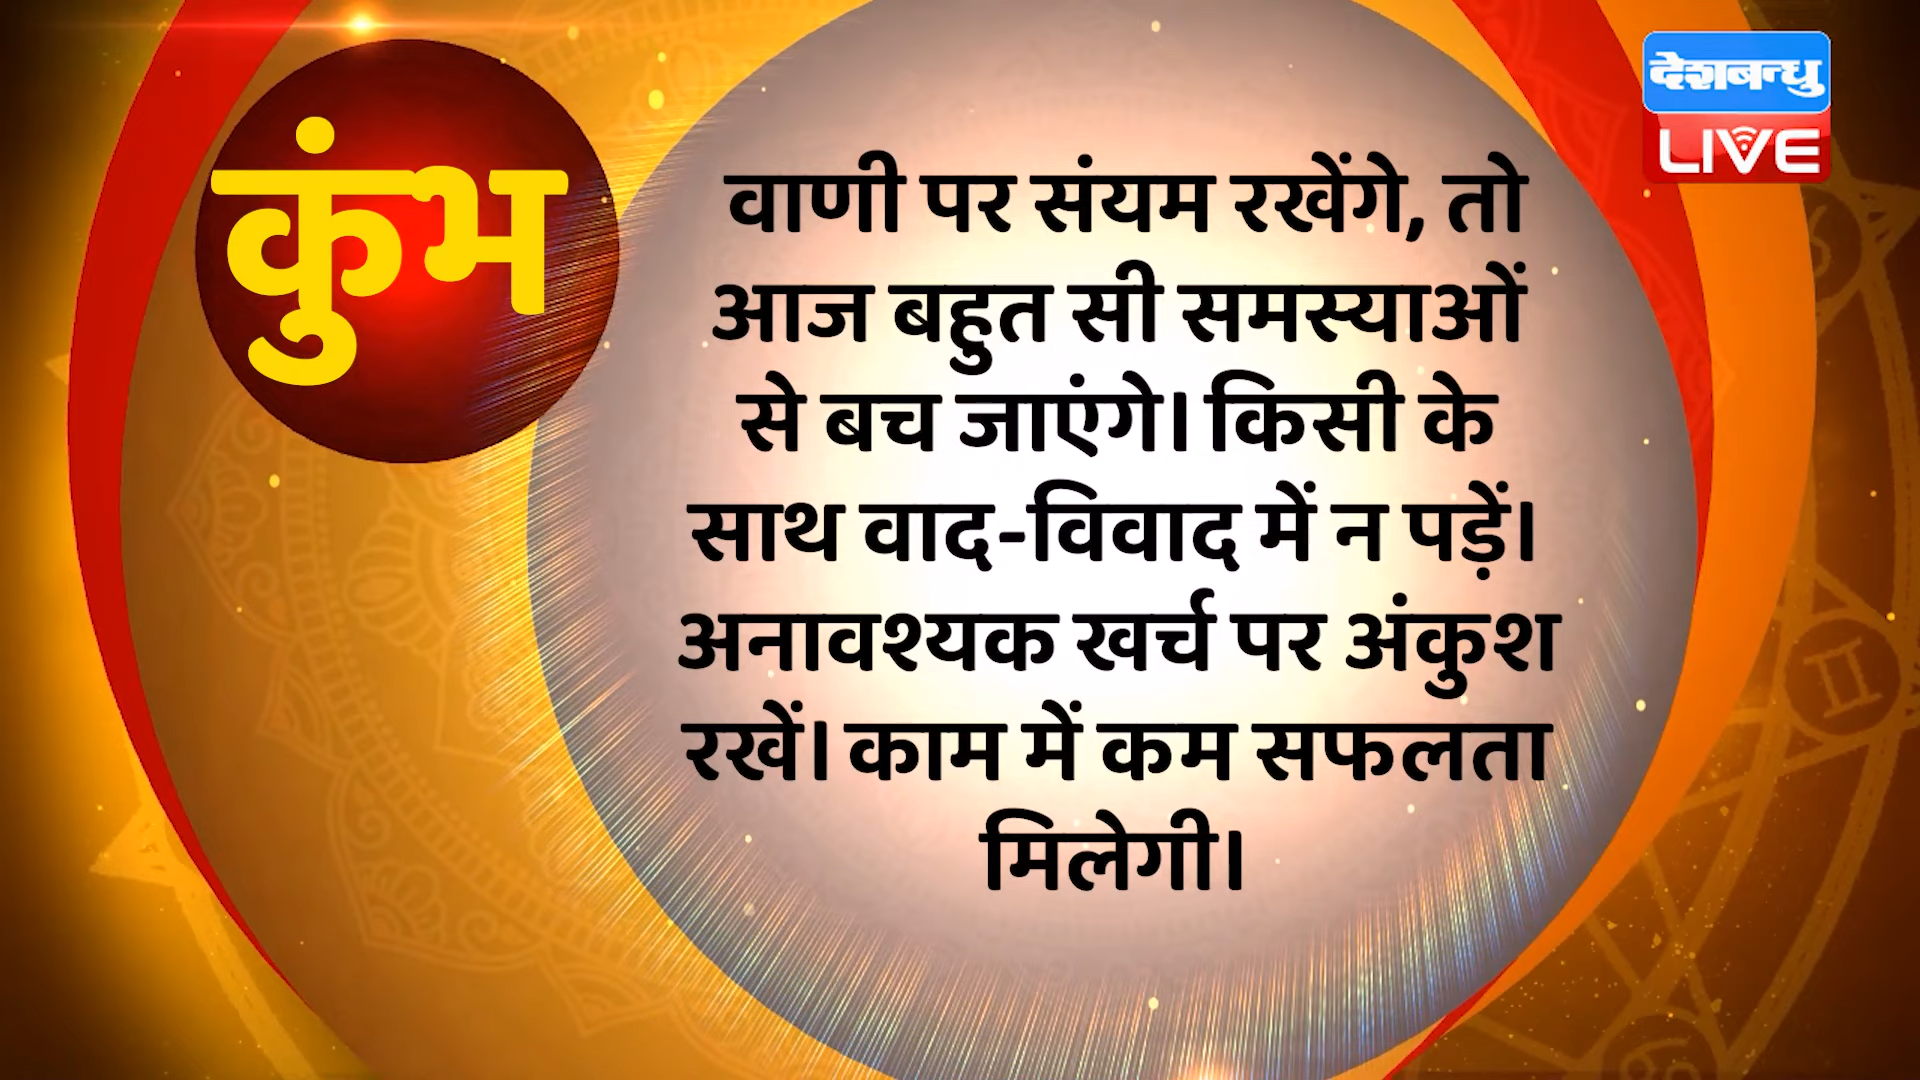 देशबन्धु
LIVE
कुंभ
वाणी पर संयम रखेंगे, तो
आज बहुत सी समस्याओं
से बच जाएंगे। किसी के
साथ वाद-विवाद में न पड़ें।
अनावश्यक खर्च पर अंकुश
रखें। काम में कम सफलता
मिलेगी।